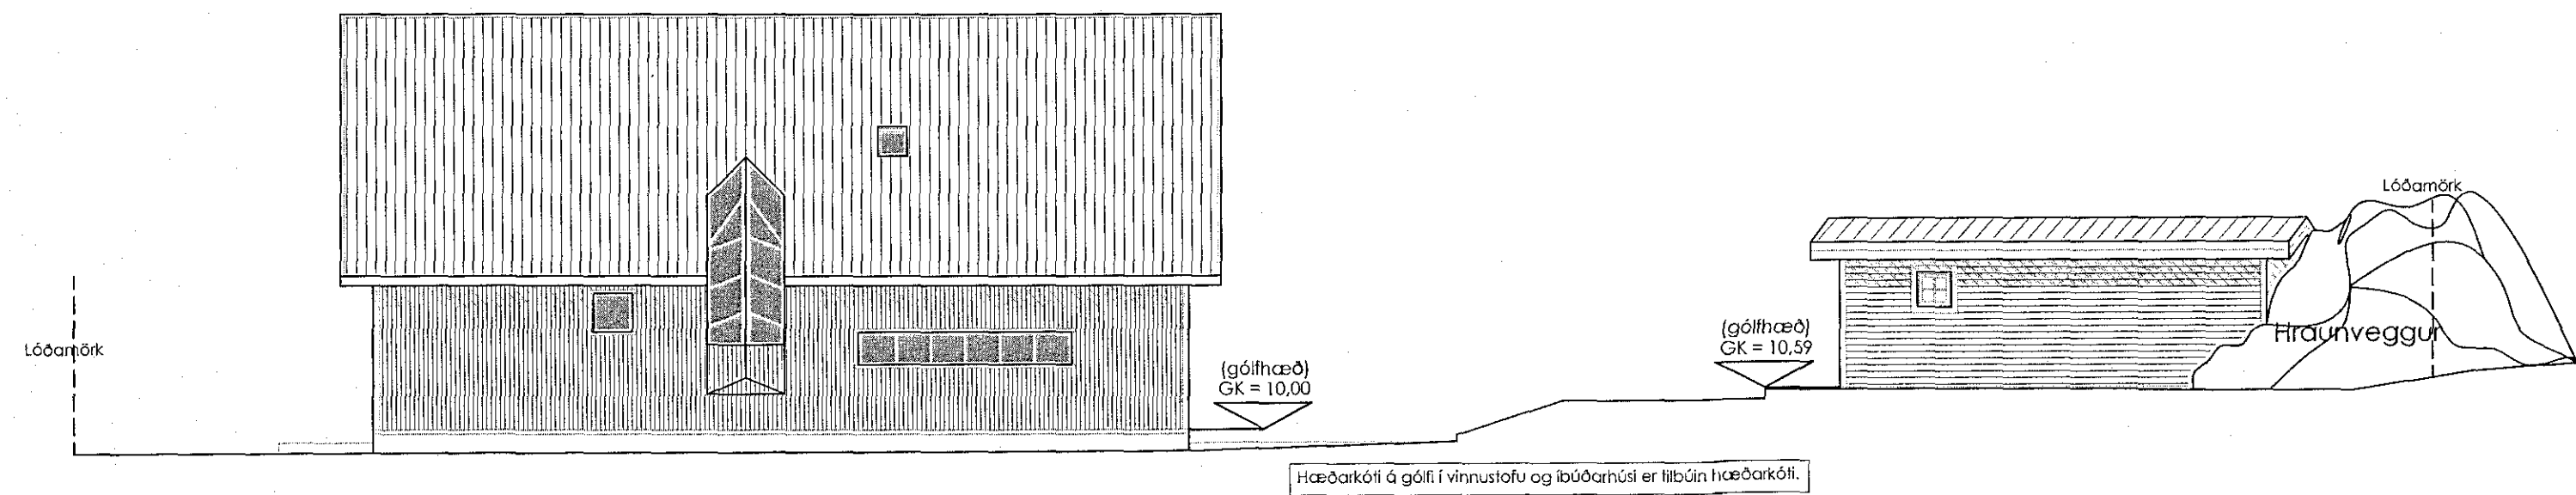 Lóðamörk
(gólfhæð)
GK = 10,00
(gólfhæð)
GK = 10,59
Lóðamörk
Hraunveggur
Hæðarkóti á gólfi í vinnustofu og íbúðarhúsi er tilbúin hæðarkóti.